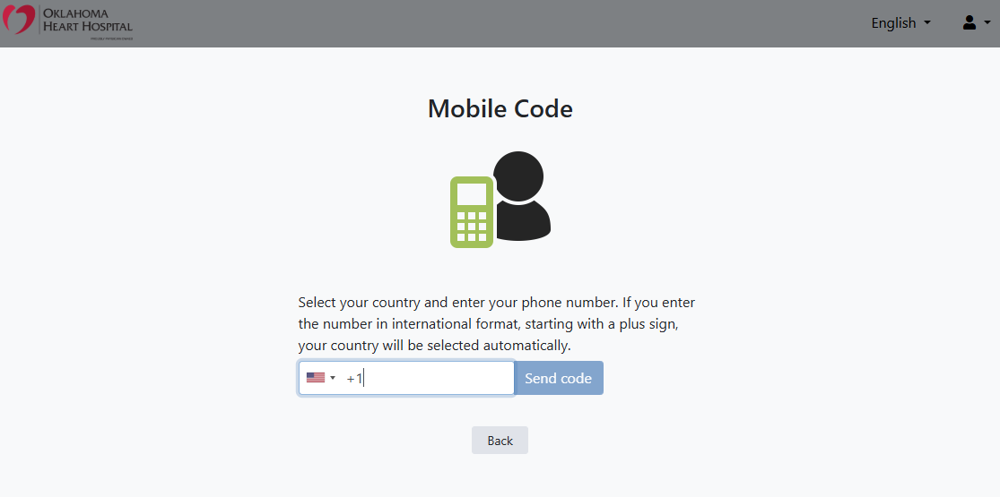 OKLAHOMA
HEART HOSPITAL
English
Mobile Code
Select your country and enter your phone number. If you enter
the number in international format, starting with a plus sign,
your country will be selected automatically.
+1
Send code
Back